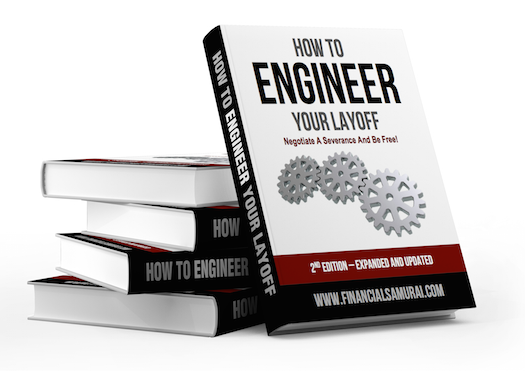 HOW TO
ENGINEER
YOUR LAYOFF
Negotiate A Severance And Be Free!
2ND EDITION – EXPANDED AND UPDATED
WWW.FINANCIALSAMURAI.COM
HOW TO ENGINEER YOUR LAYOFF
HOW
HOW TO ENGINEER
HOW